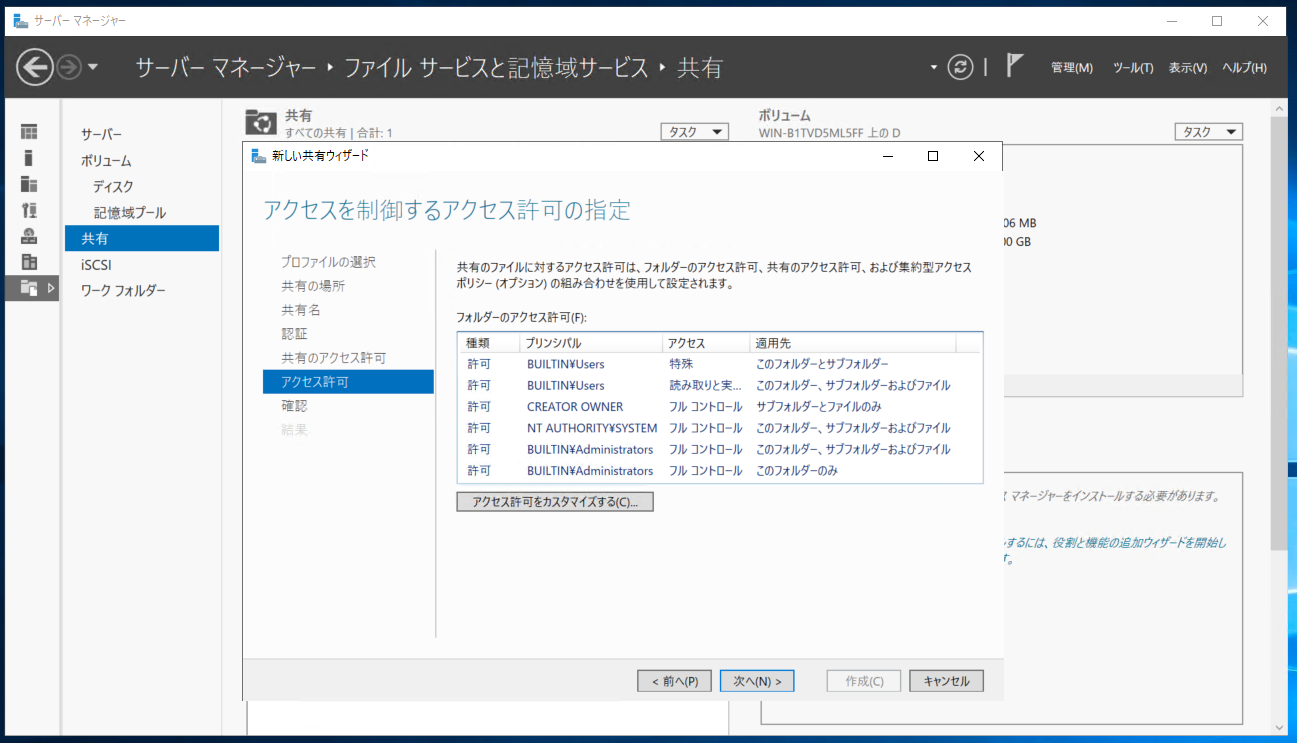 サーバー マネージャー
サーバー マネージャー ‣ ファイル サービスと記憶域サービス ‣ 共有
管理(M) ツール(T) 表示(V) ヘルプ(H)
サーバー
ボリューム
ディスク
記憶域プール
共有
iSCSI
ワーク フォルダー
共有
すべての共有 | 合計: 1
タスク
ボリューム
WIN-B1TVD5ML5FF 上の D
タスク
新しい共有ウィザード
アクセスを制御するアクセス許可の指定
プロファイルの選択
共有の場所
共有名
認証
共有のアクセス許可
アクセス許可
確認
結果
共有のファイルに対するアクセス許可は、フォルダーのアクセス許可、共有のアクセス許可、および集約型アクセス
ポリシー (オプション) の組み合わせを使用して設定されます。
フォルダーのアクセス許可(F):
種類 プリンシパル アクセス 適用先
許可 BUILTIN¥Users 特殊 このフォルダーとサブフォルダー
許可 BUILTIN¥Users 読み取りと実... このフォルダー、サブフォルダーおよびファイル
許可 CREATOR OWNER フル コントロール サブフォルダーとファイルのみ
許可 NT AUTHORITY¥SYSTEM フル コントロール このフォルダー、サブフォルダーおよびファイル
許可 BUILTIN¥Administrators フル コントロール このフォルダー、サブフォルダーおよびファイル
許可 BUILTIN¥Administrators フル コントロール このフォルダーのみ
アクセス許可をカスタマイズする(C)...
< 前へ(P) 次へ(N) > 作成(C) キャンセル
06 MB
00 GB
マネージャーをインストールする必要があります。
するには、役割と機能の追加ウィザードを開始し
す。